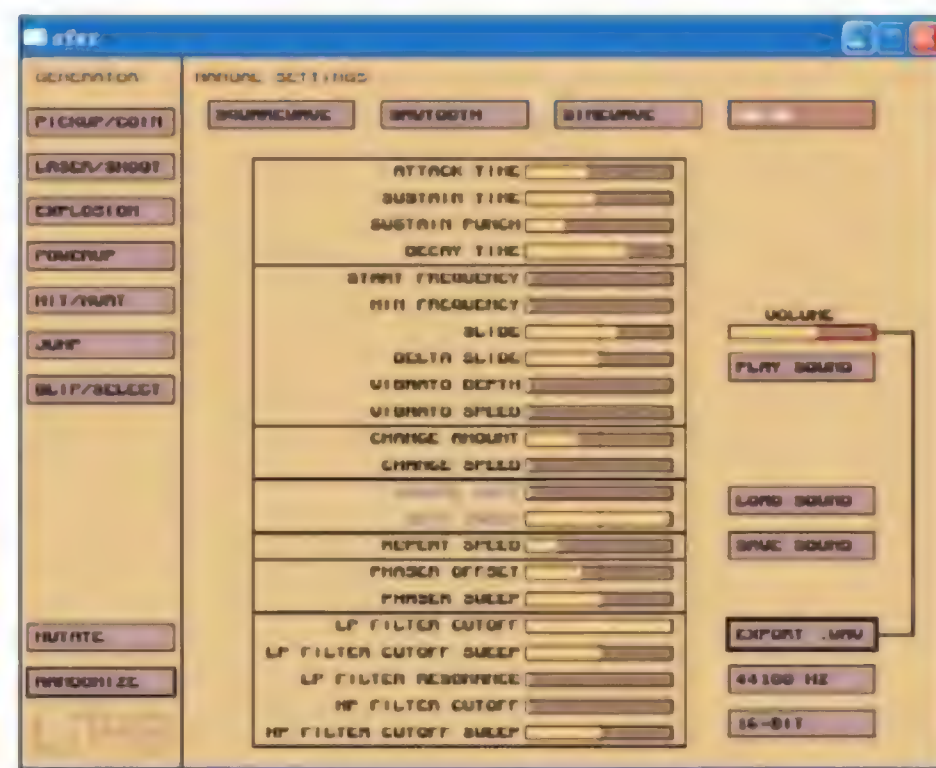 sfxr
GENERATOR
MANUAL SETTINGS
PICKUP/COIN
LASER/SHOOT
EXPLOSION
POWERUP
HIT/HURT
JUMP
BLIP/SELECT
MUTATE
RANDOMIZE
SQUAREWAVE
SAWTOOTH
SINEWAVE
ATTACK TIME
SUSTAIN TIME
SUSTAIN PUNCH
DECAY TIME
START FREQUENCY
MIN FREQUENCY
SLIDE
DELTA SLIDE
VIBRATO DEPTH
VIBRATO SPEED
CHANGE AMOUNT
CHANGE SPEED
REPEAT SPEED
PHASER OFFSET
PHASER SWEEP
LP FILTER CUTOFF
LP FILTER CUTOFF SWEEP
LP FILTER RESONANCE
HP FILTER CUTOFF
HP FILTER CUTOFF SWEEP
VOLUME
PLAY SOUND
LOAD SOUND
SAVE SOUND
EXPORT .WAV
44100 HZ
16-BIT